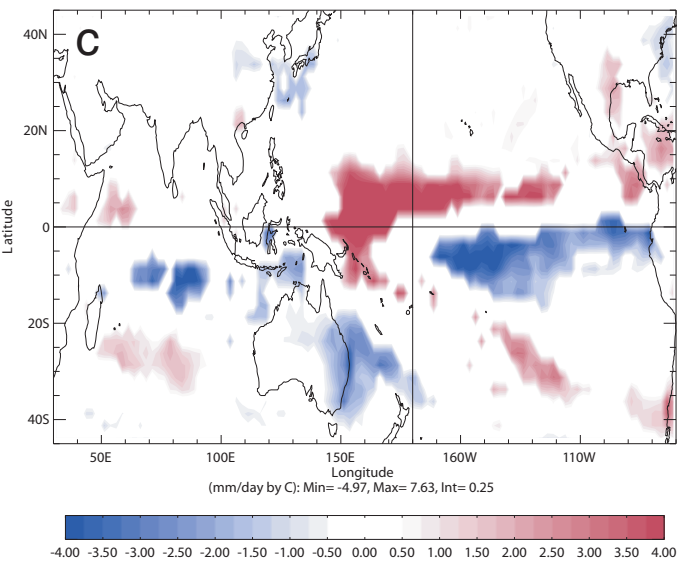 C
40N
20N
0
20S
40S
Latitude
50E 100E 150E 160W 110W
Longitude
(mm/day by C): Min= -4.97, Max= 7.63, Int= 0.25
-4.00 -3.50 -3.00 -2.50 -2.00 -1.50 -1.00 -0.50 0.00 0.50 1.00 1.50 2.00 2.50 3.00 3.50 4.00